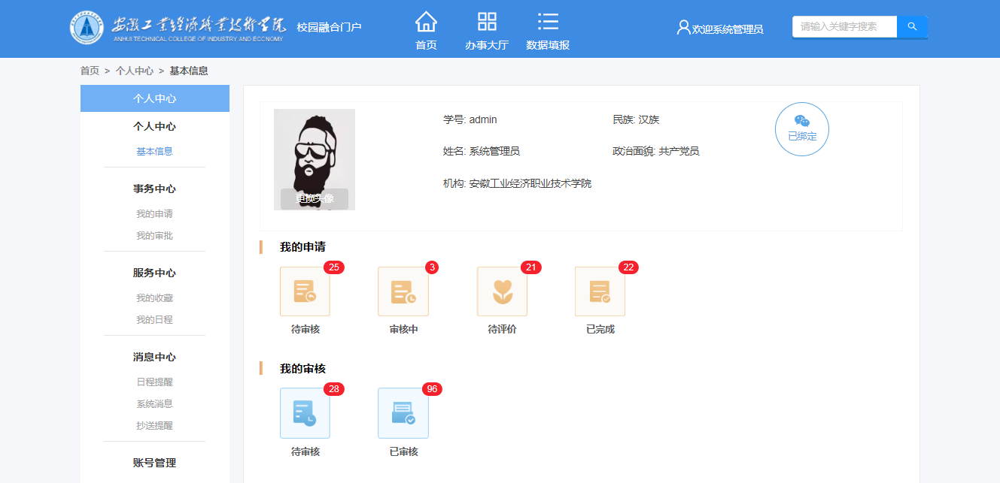 安徽工业经济职业技术学院
ANHUI TECHNICAL COLLEGE OF INDUSTRY AND ECCNOMY
校园融合门户
首页
办事大厅
数据填报
欢迎系统管理员
请输入关键字搜索
首页 > 个人中心 > 基本信息
个人中心
个人中心
基本信息
事务中心
我的申请
我的审批
服务中心
我的收藏
我的日程
消息中心
日程提醒
系统消息
抄送提醒
账号管理
更换头像
学号: admin
民族: 汉族
姓名: 系统管理员
政治面貌: 共产党员
机构: 安徽工业经济职业技术学院
已绑定
我的申请
25
3
21
22
待审核
审核中
待评价
已完成
我的审核
28
96
待审核
已审核